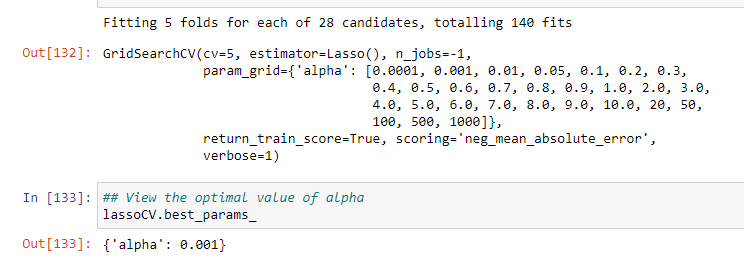 Fitting 5 folds for each of 28 candidates, totalling 140 fits
Out[132]: GridSearchCV(cv=5, estimator=Lasso(), n_jobs=-1,
param_grid={'alpha': [0.0001, 0.001, 0.01, 0.05, 0.1, 0.2, 0.3,
0.4, 0.5, 0.6, 0.7, 0.8, 0.9, 1.0, 2.0, 3.0,
4.0, 5.0, 6.0, 7.0, 8.0, 9.0, 10.0, 20, 50,
100, 500, 1000]},
return_train_score=True, scoring='neg_mean_absolute_error',
verbose=1)
In [133]: ## View the optimal value of alpha
lassoCV.best_params_
Out[133]: {'alpha': 0.001}